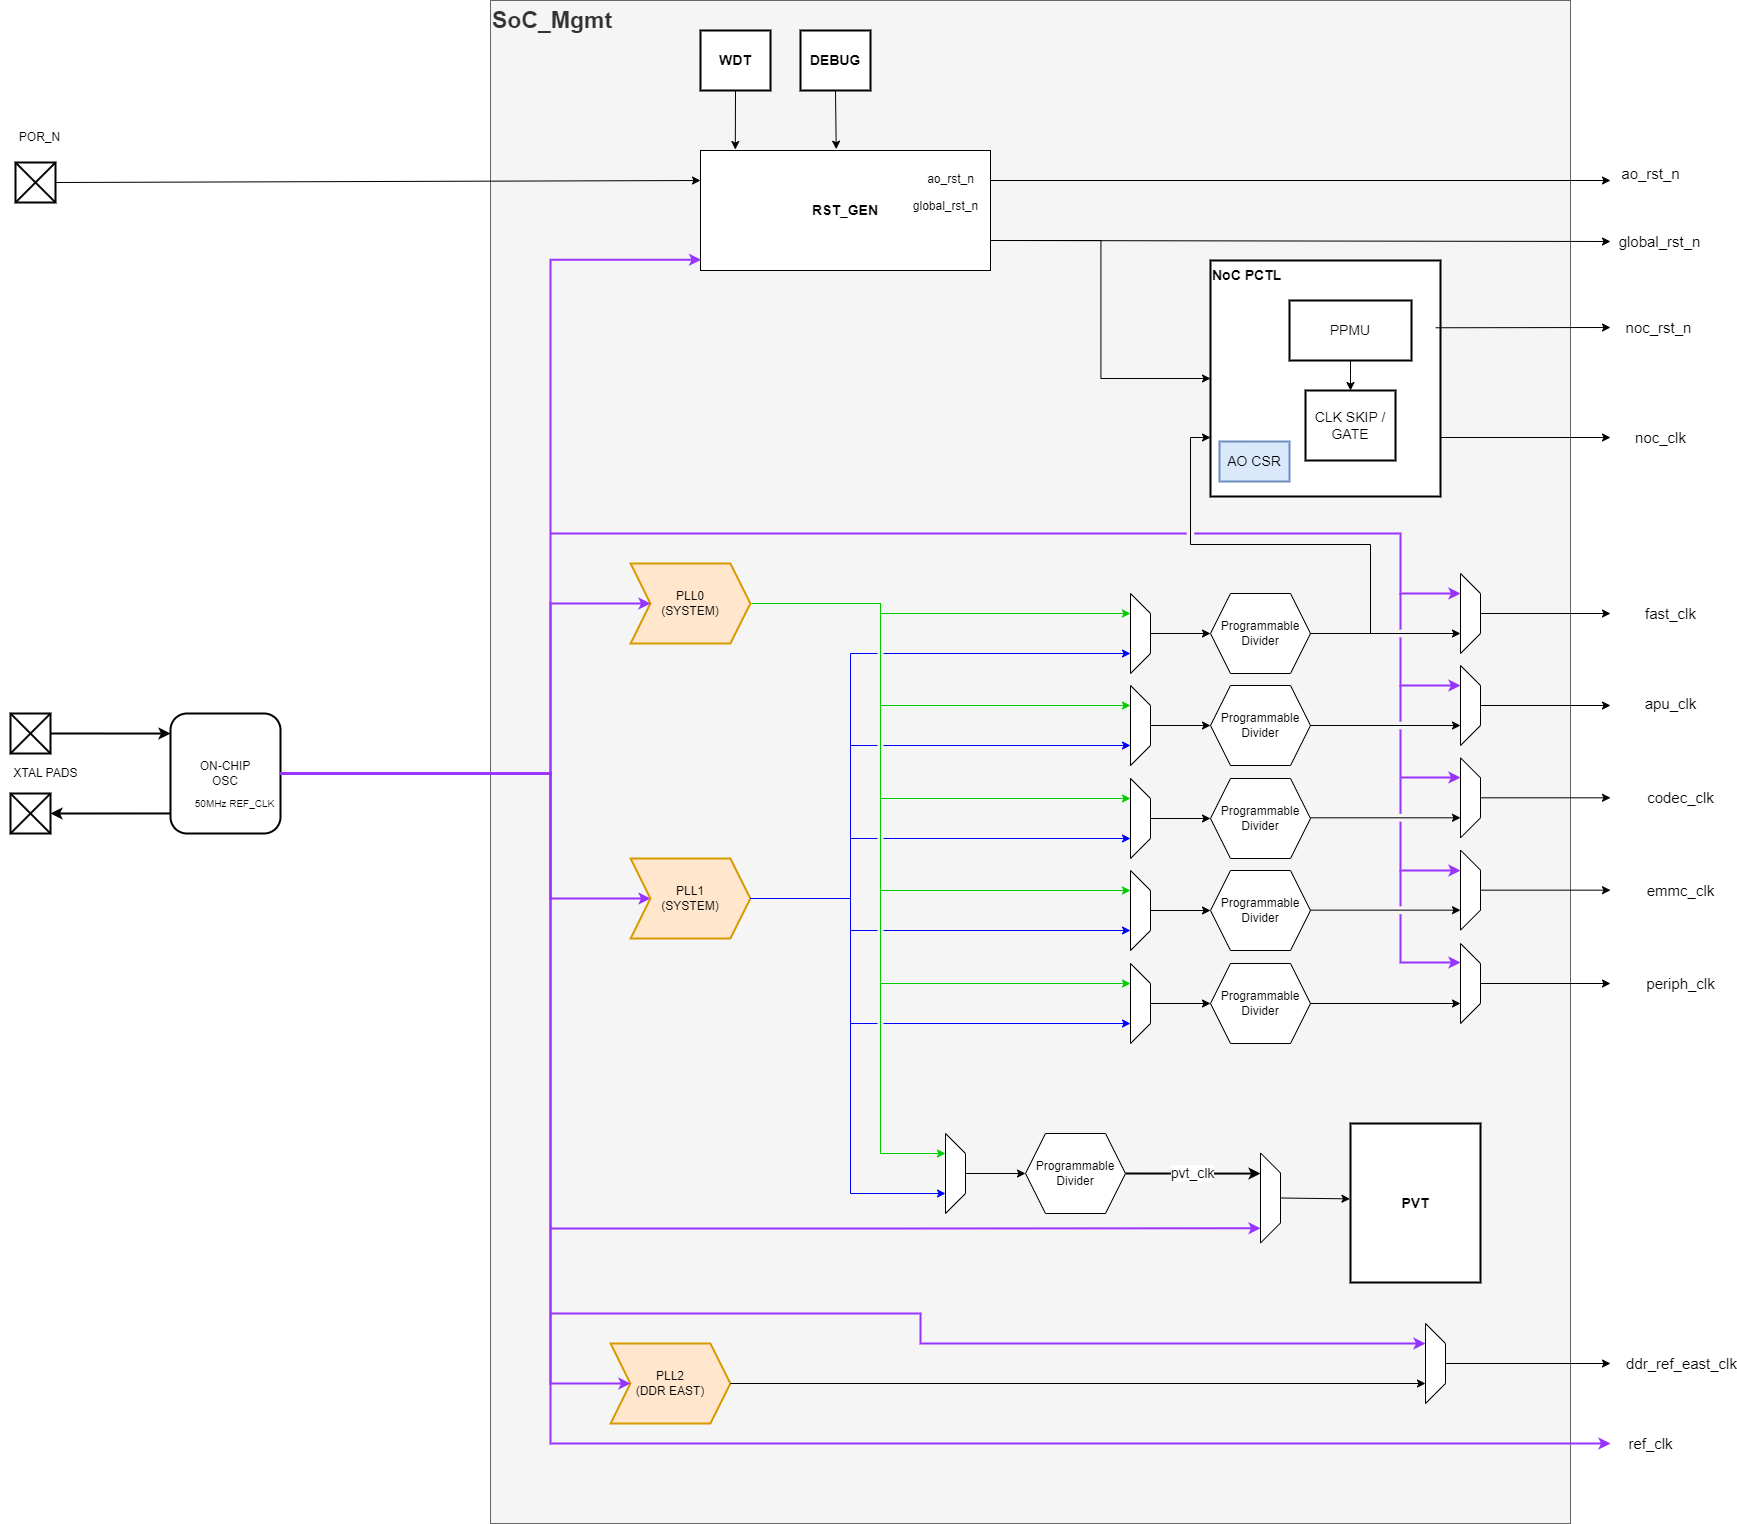 SoC_Mgmt
WDT
DEBUG
POR_N
ao_rst_n
ao_rst_n
global_rst_n
RST_GEN
global_rst_n
NoC PCTL
PPMU
noc_rst_n
CLK SKIP /
GATE
noc_clk
AO CSR
PLL0
(SYSTEM)
Programmable
Divider
fast_clk
Programmable
Divider
apu_clk
ON-CHIP
OSC
50MHz REF_CLK
XTAL PADS
Programmable
Divider
codec_clk
PLL1
(SYSTEM)
Programmable
Divider
emmc_clk
Programmable
Divider
periph_clk
Programmable
Divider
pvt_clk
PVT
PLL2
(DDR EAST)
ddr_ref_east_clk
ref_clk